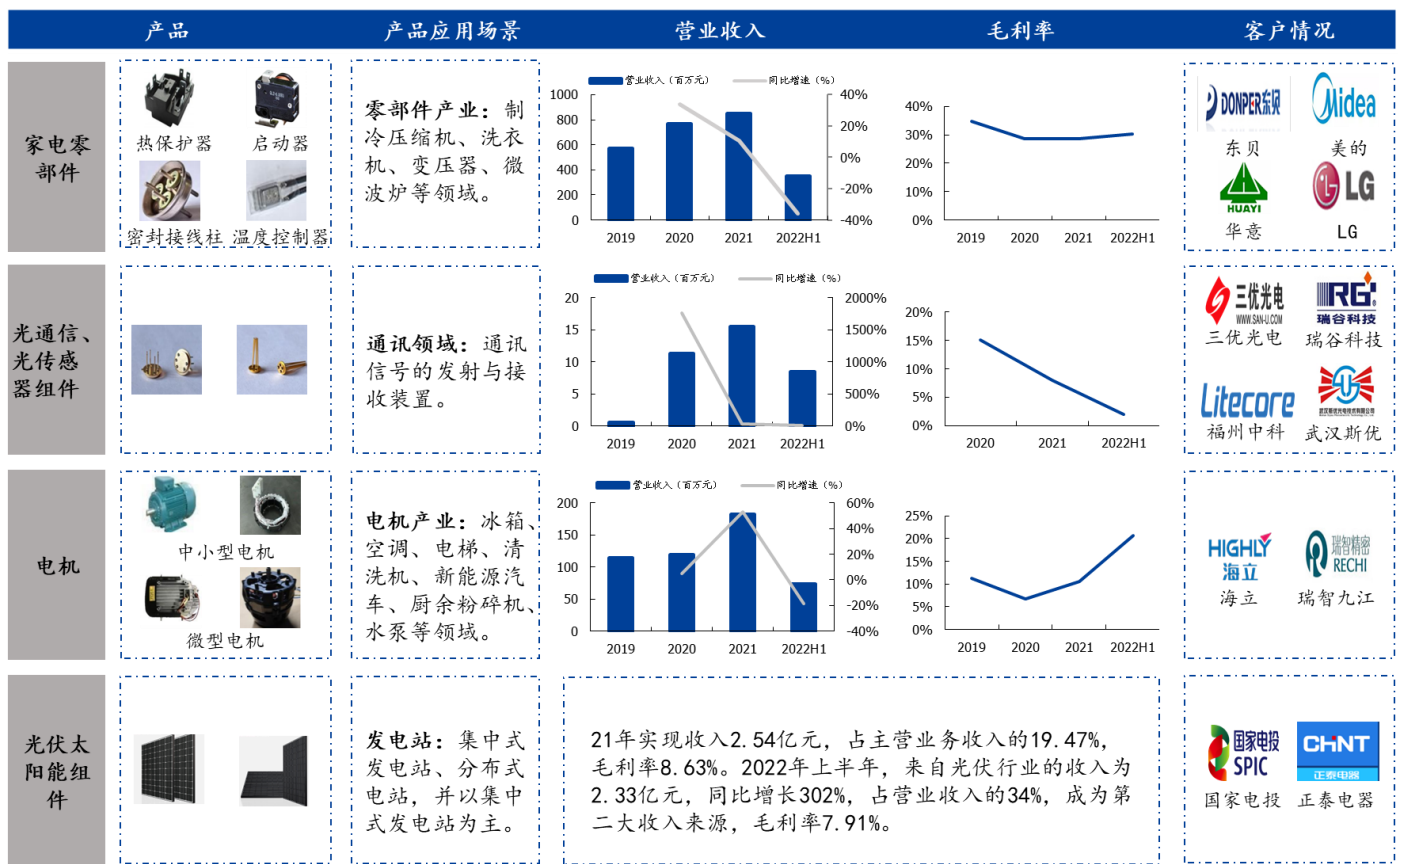 产品
产品应用场景
营业收入
毛利率
客户情况
家电零
部件
热保护器
启动器
密封接线柱
温度控制器
零部件产业：制
冷压缩机、洗衣
机、变压器、微
波炉等领域。
营业收入（百万元）
同比增速（%）
1000
800
600
400
200
0
40%
20%
0%
-20%
-40%
2019
2020
2021
2022H1
40%
30%
20%
10%
0%
2019
2020
2021
2022H1
DONPER东贝
Midea
东贝
美的
HUAYI
LG
华意
LG
光通信、
光传感
器组件
通讯领域：通讯
信号的发射与接
收装置。
营业收入（百万元）
同比增速（%）
20
15
10
5
0
2000%
1500%
1000%
500%
0%
2019
2020
2021
2022H1
20%
15%
10%
5%
0%
2020
2021
2022H1
三优光电
WWW.SAN-U.COM
RG
瑞谷科技
三优光电
瑞谷科技
Litecore
福州中科
武汉斯优
电机
中小型电机
微型电机
电机产业：冰箱、
空调、电梯、清
洗机、新能源汽
车、厨余粉碎机、
水泵等领域。
营业收入（百万元）
同比增速（%）
200
150
100
50
0
60%
40%
20%
0%
-20%
-40%
2019
2020
2021
2022H1
25%
20%
15%
10%
5%
0%
2019
2020
2021
2022H1
HIGHLY
海立
瑞智精密
RECHI
海立
瑞智九江
光伏太
阳能组
件
发电站：集中式
发电站、分布式
电站，并以集中
式发电站为主。
21年实现收入2.54亿元，占主营业务收入的19.47%，
毛利率8.63%。2022年上半年，来自光伏行业的收入为
2.33亿元，同比增长302%，占营业收入的34%，成为第
二大收入来源，毛利率7.91%。
国家电投
SPIC
CHNT
正泰电器
国家电投
正泰电器